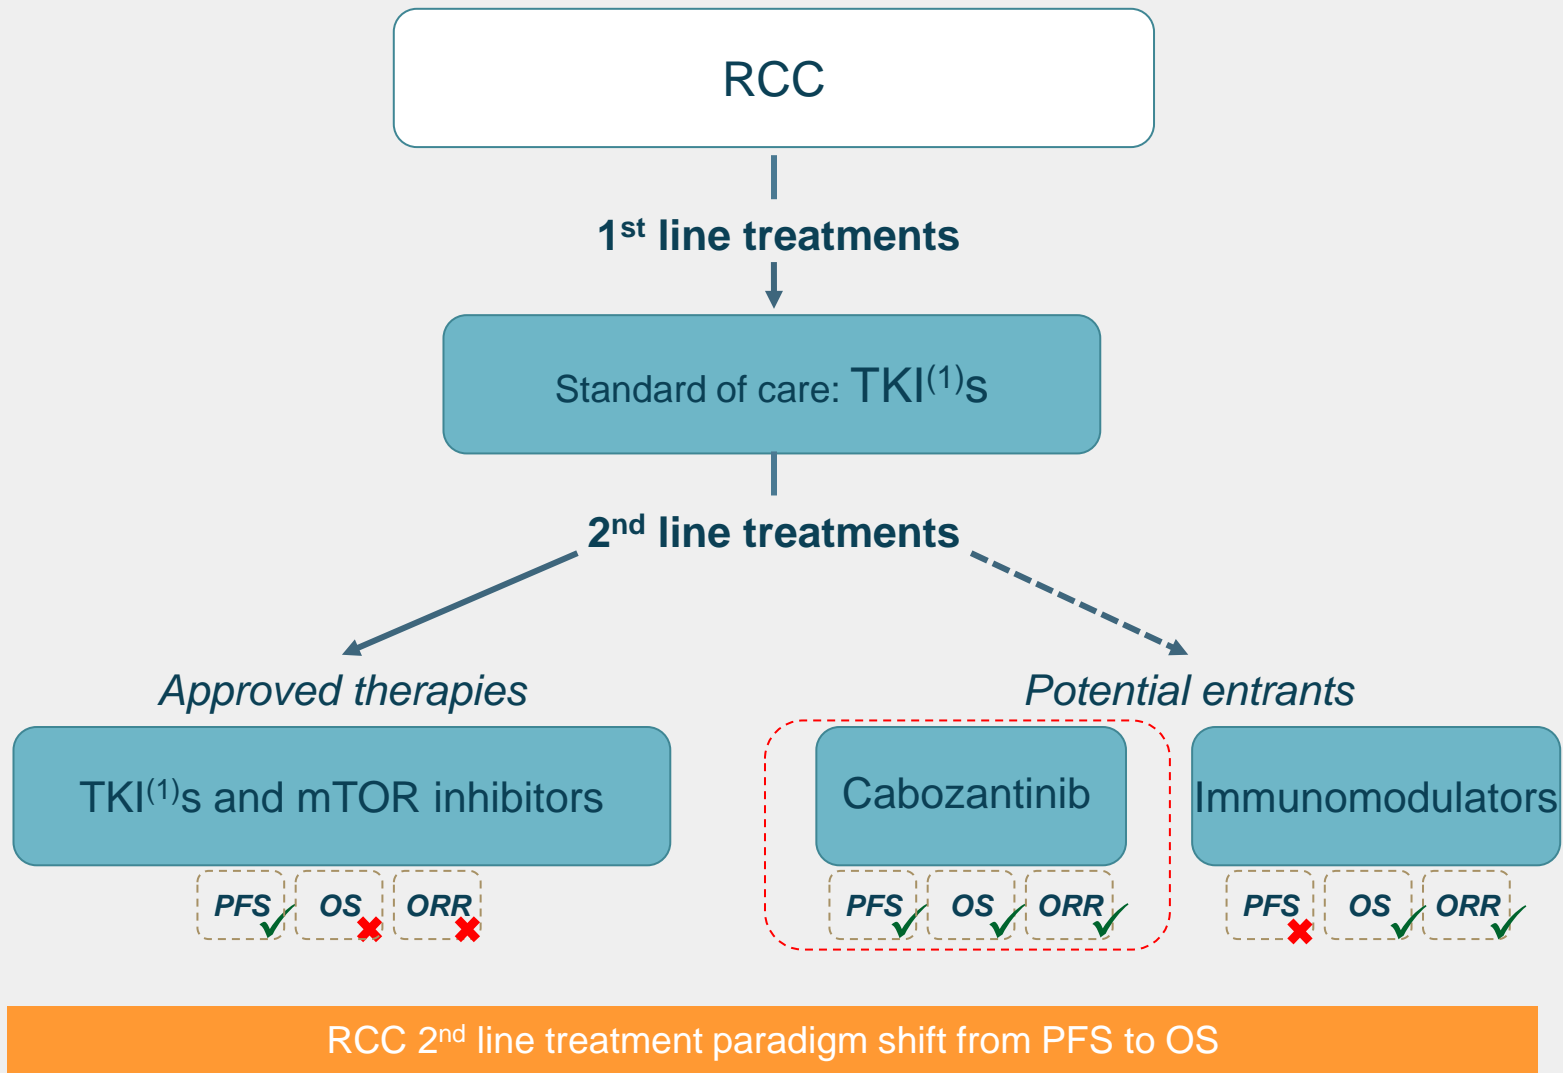 RCC
1st line treatments
Standard of care: TKI(1)s
2nd line treatments
Approved therapies
Potential entrants
TKI(1)s and mTOR inhibitors
Cabozantinib
Immunomodulators
PFS OS ORR
PFS OS ORR
PFS OS ORR
RCC 2nd line treatment paradigm shift from PFS to OS